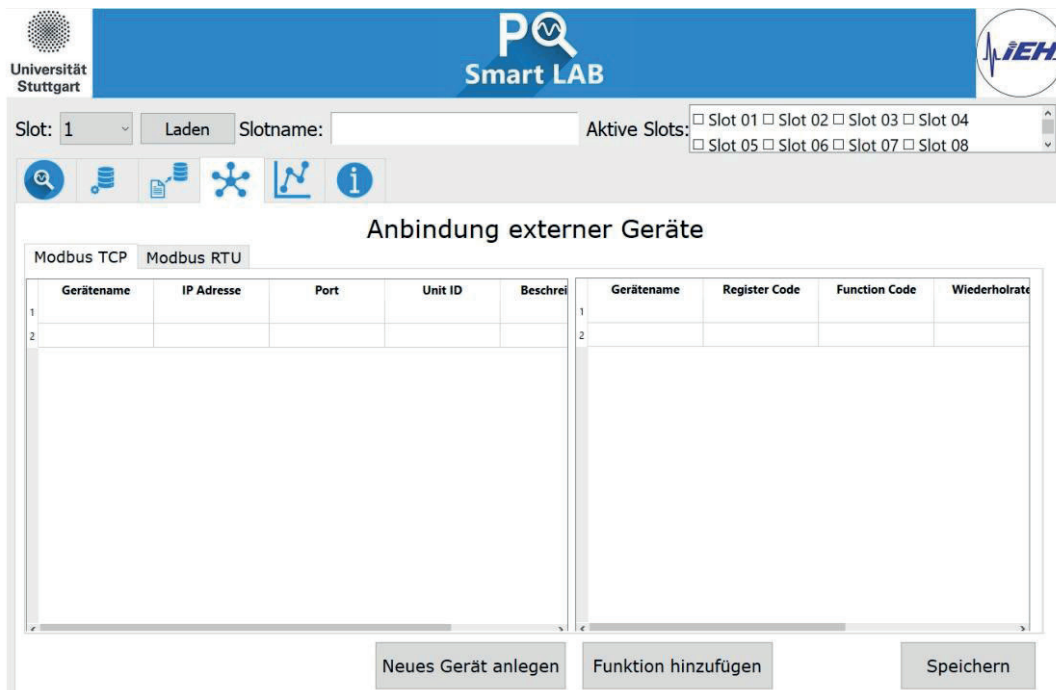 Universität
Stuttgart
PQ
Smart LAB
iEH
Slot: 1 Laden Slotname: Aktive Slots:
Slot 01 Slot 02 Slot 03 Slot 04
Slot 05 Slot 06 Slot 07 Slot 08
Anbindung externer Geräte
Modbus TCP Modbus RTU
Gerätename IP Adresse Port Unit ID Beschrei
1
2
Gerätename Register Code Function Code Wiederholrate
1
2
Neues Gerät anlegen Funktion hinzufügen Speichern